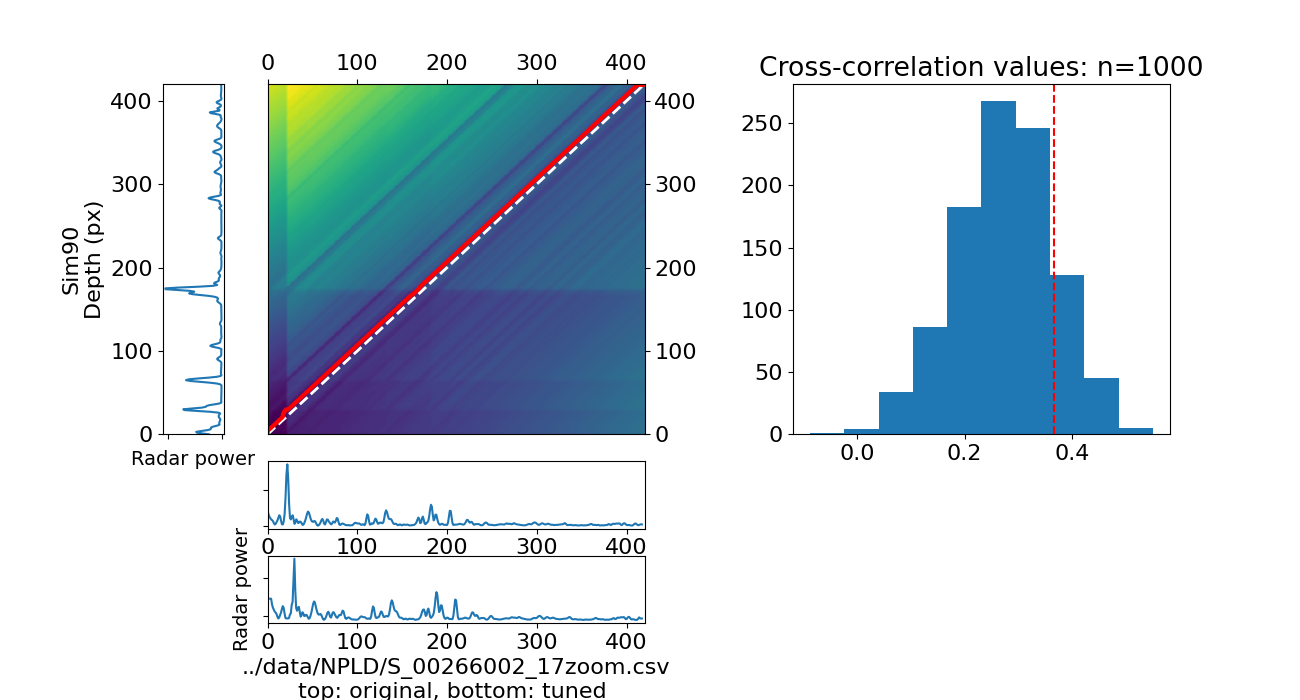 0 100 200 300 400
Cross-correlation values: n=1000
400
300
200
100
0
Sim90
Depth (px)
Radar power
400
300
200
100
0
250
200
150
100
50
0
0.0 0.2 0.4
0 100 200 300 400
Radar power
0 100 200 300 400
../data/NPLD/S_00266002_17zoom.csv
top: original, bottom: tuned